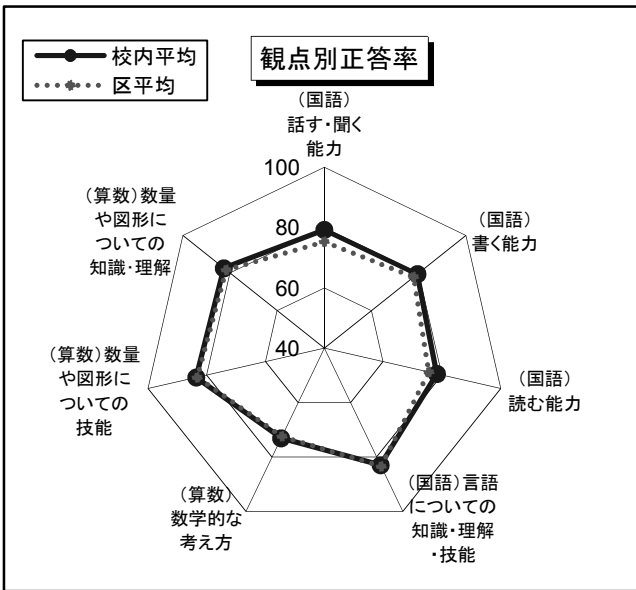 校内平均
区平均
観点別正答率
(国語)
話す・聞く
能力
(国語)
書く能力
(国語)
読む能力
(国語)言語
についての
知識・理解
・技能
(算数)
数学的な
考え方
(算数)数量
や図形に
ついての
技能
(算数)数量
や図形に
ついての
知識・理解
100
80
60
40